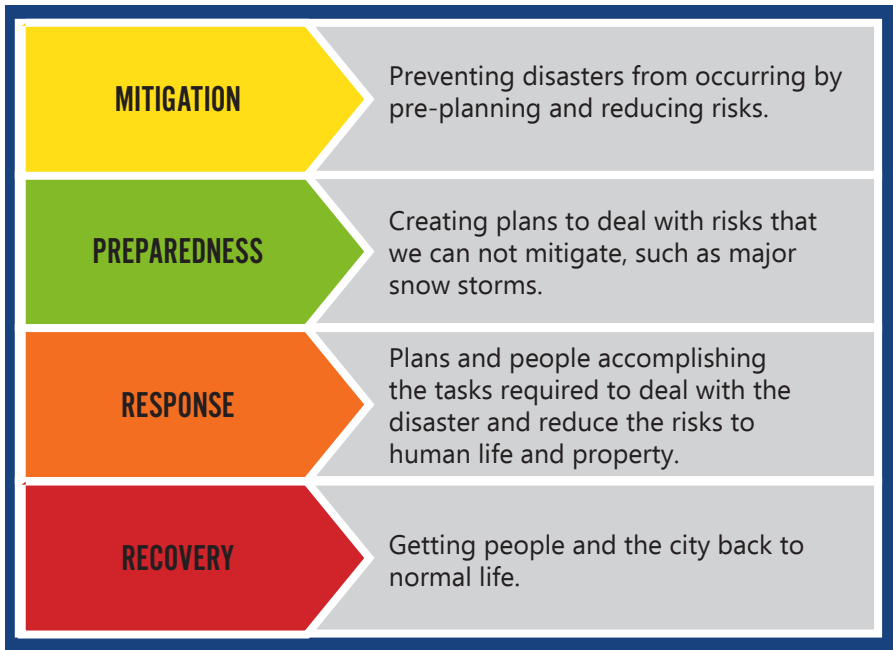 MITIGATION
Preventing disasters from occurring by
pre-planning and reducing risks.
PREPAREDNESS
Creating plans to deal with risks that
we can not mitigate, such as major
snow storms.
RESPONSE
Plans and people accomplishing
the tasks required to deal with the
disaster and reduce the risks to
human life and property.
RECOVERY
Getting people and the city back to
normal life.